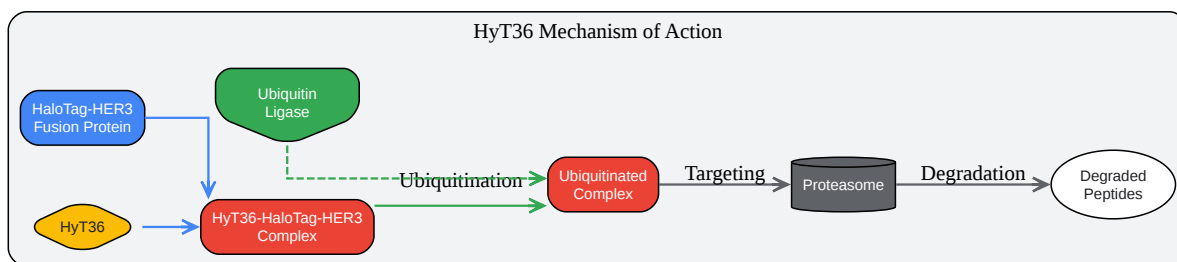 HyT36 Mechanism of Action
HaloTag-HER3
Fusion Protein
Ubiquitin
Ligase
HyT36
HyT36-HaloTag-HER3
Complex
Ubiquitination
Ubiquitinated
Complex
Targeting
Proteasome
Degradation
Degraded
Peptides